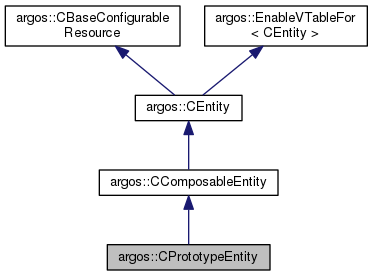 argos::CBaseConfigurable
Resource
argos::EnableVTableFor
< CEntity >
argos::CEntity
argos::CComposableEntity
argos::CPrototypeEntity